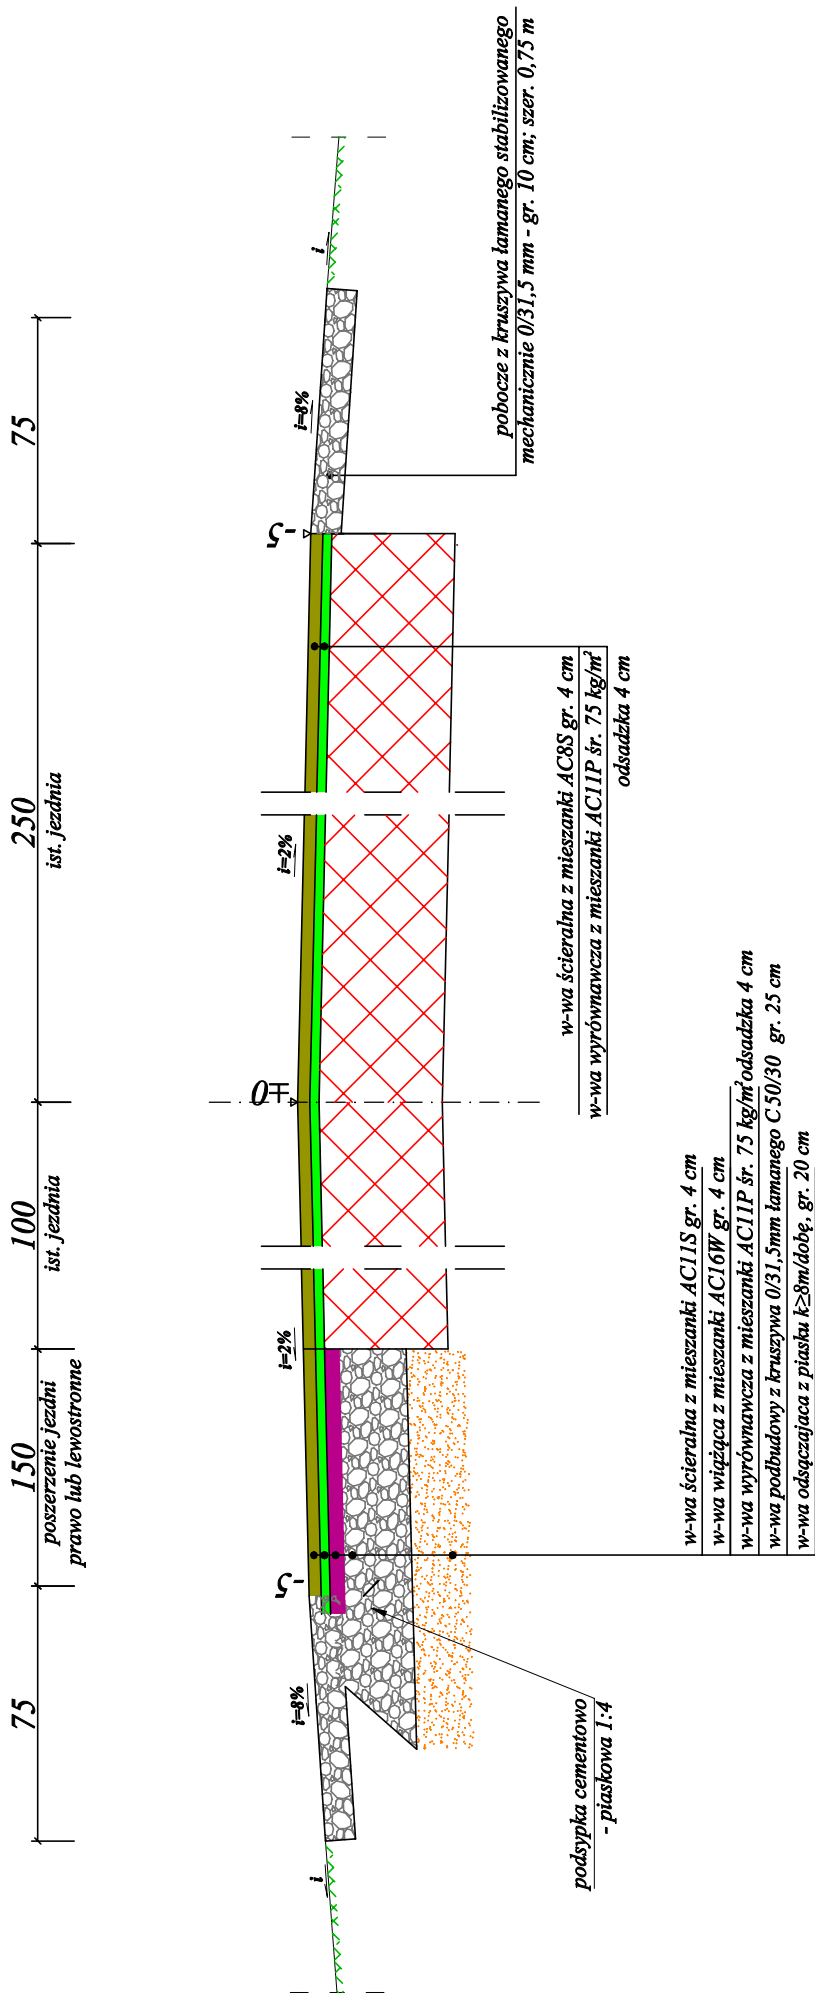 75
150
100
250
75
poszerzenie jezdni
prawo lub lewostronne
ist. jezdnia
ist. jezdnia
i
i=8%
-5
i=2%
±0
i=2%
-5
i=8%
i
podsypka cementowo
- piaskowa 1:4
w-wa ścieralna z mieszanki AC11S gr. 4 cm
w-wa wiążąca z mieszanki AC16W gr. 4 cm
w-wa wyrównawcza z mieszanki AC11P śr. 75 kg/m² odsadzka 4 cm
w-wa podbudowy z kruszywa 0/31,5mm łamanego C 50/30 gr. 25 cm
w-wa odsączajaca z piasku k≥8m/dobę, gr. 20 cm
w-wa ścieralna z mieszanki AC8S gr. 4 cm
w-wa wyrównawcza z mieszanki AC11P śr. 75 kg/m²
odsadzka 4 cm
pobocze z kruszywa łamanego stabilizowanego
mechanicznie 0/31,5 mm - gr. 10 cm; szer. 0,75 m